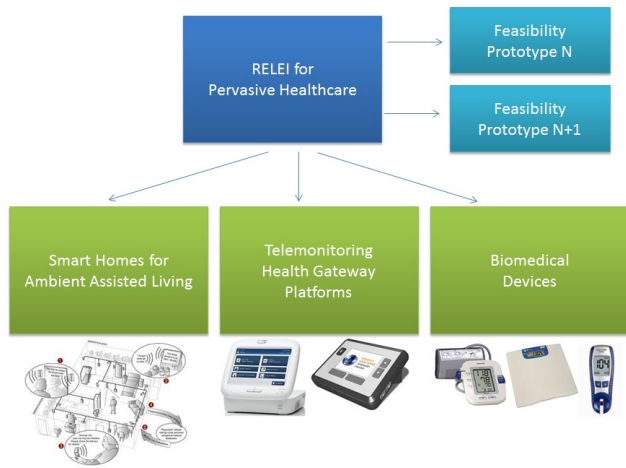 RELEI for
Pervasive Healthcare
Feasibility
Prototype N
Feasibility
Prototype N+1
Smart Homes for
Ambient Assisted Living
Telemonitoring
Health Gateway
Platforms
Biomedical
Devices
104